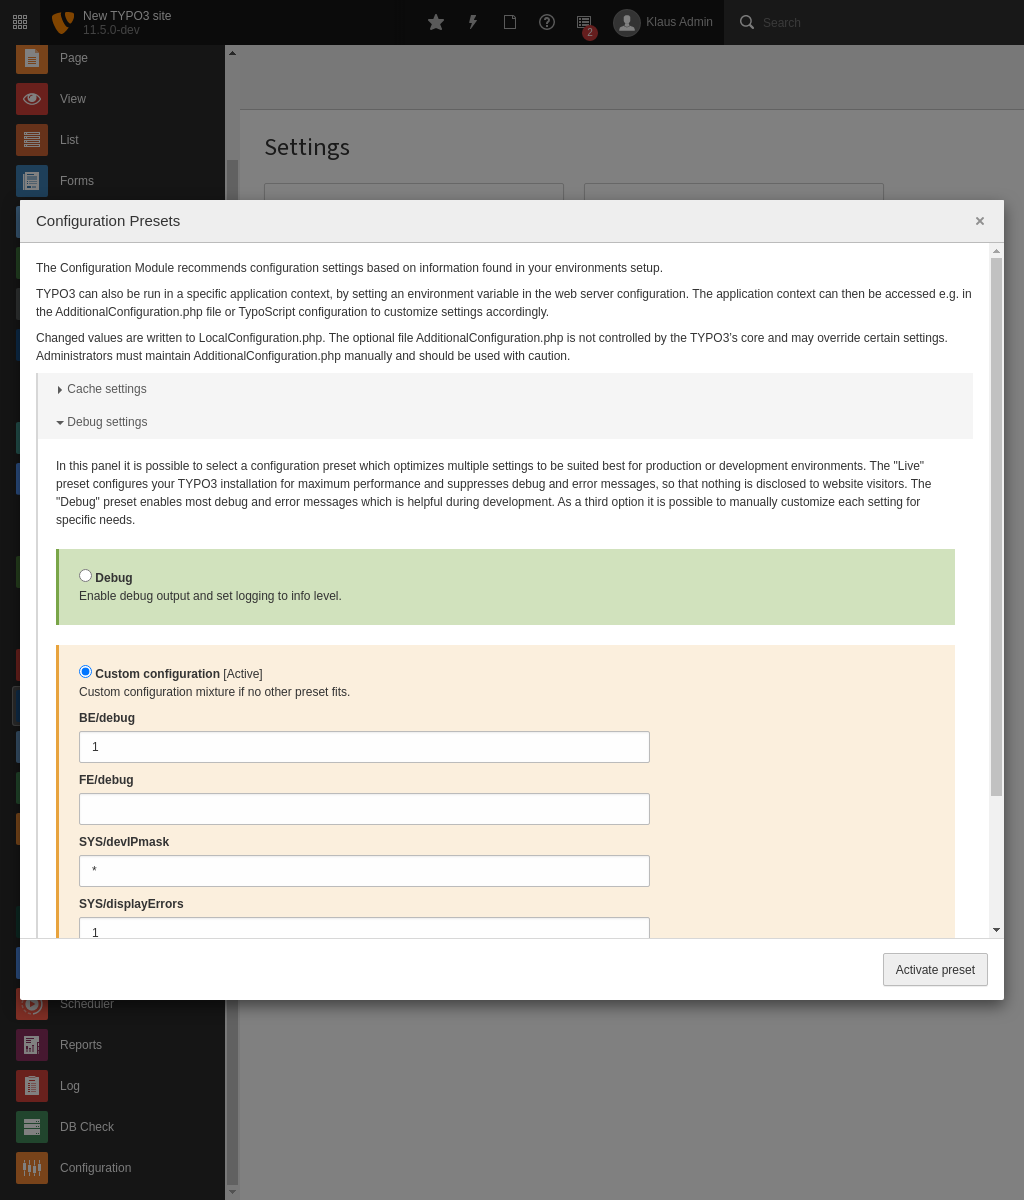 New TYPO3 site
11.5.0-dev
2
Klaus Admin
Search
Page
View
List
Forms
Settings
Configuration Presets
×
The Configuration Module recommends configuration settings based on information found in your environments setup.
TYPO3 can also be run in a specific application context, by setting an environment variable in the web server configuration. The application context can then be accessed e.g. in
the AdditionalConfiguration.php file or TypoScript configuration to customize settings accordingly.
Changed values are written to LocalConfiguration.php. The optional file AdditionalConfiguration.php is not controlled by the TYPO3's core and may override certain settings.
Administrators must maintain AdditionalConfiguration.php manually and should be used with caution.
Cache settings
Debug settings
In this panel it is possible to select a configuration preset which optimizes multiple settings to be suited best for production or development environments. The "Live"
preset configures your TYPO3 installation for maximum performance and suppresses debug and error messages, so that nothing is disclosed to website visitors. The
"Debug" preset enables most debug and error messages which is helpful during development. As a third option it is possible to manually customize each setting for
specific needs.
Debug
Enable debug output and set logging to info level.
Custom configuration [Active]
Custom configuration mixture if no other preset fits.
BE/debug
1
FE/debug
SYS/devIPmask
*
SYS/displayErrors
1
Activate preset
Scheduler
Reports
Log
DB Check
Configuration